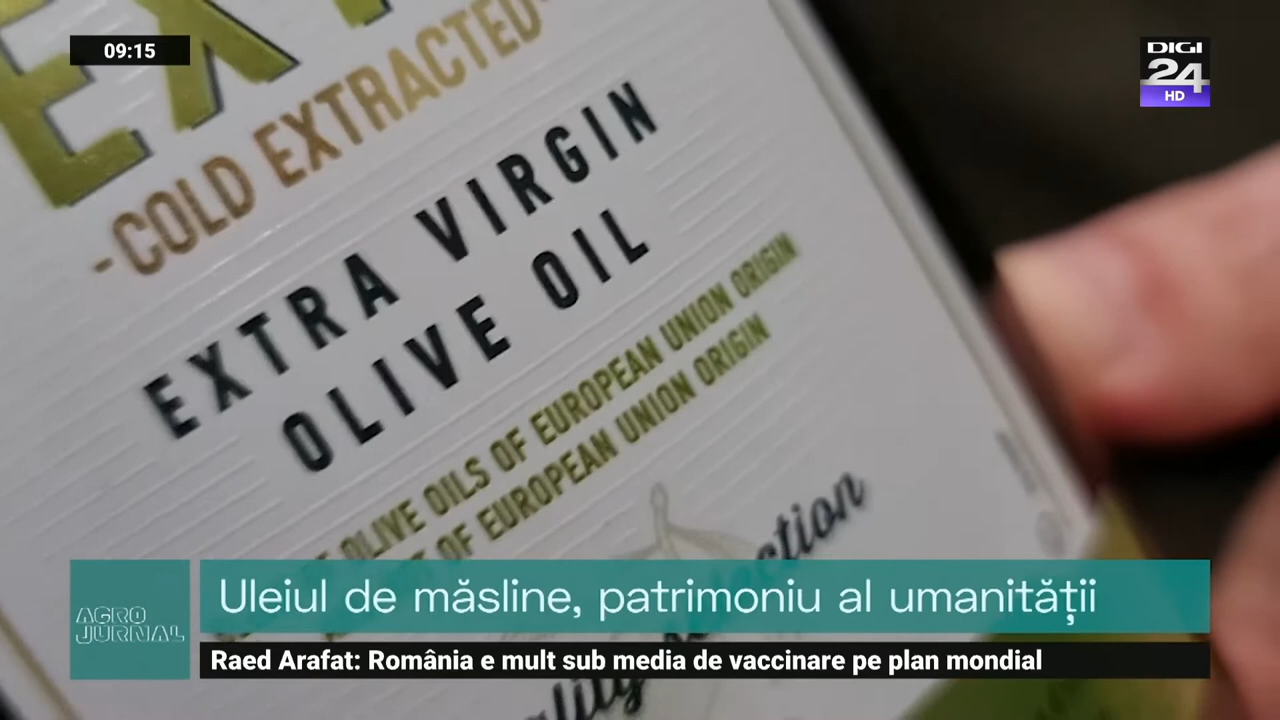 09:15
DIGI
24
HD
EX
-COLD EXTRACTED-
EXTRA VIRGIN
OLIVE OIL
OLIVE OILS OF EUROPEAN UNION ORIGIN
OF EUROPEAN UNION ORIGIN
AGRO
JURNAL
Uleiul de măsline, patrimoniu al umanității
Raed Arafat: România e mult sub media de vaccinare pe plan mondial